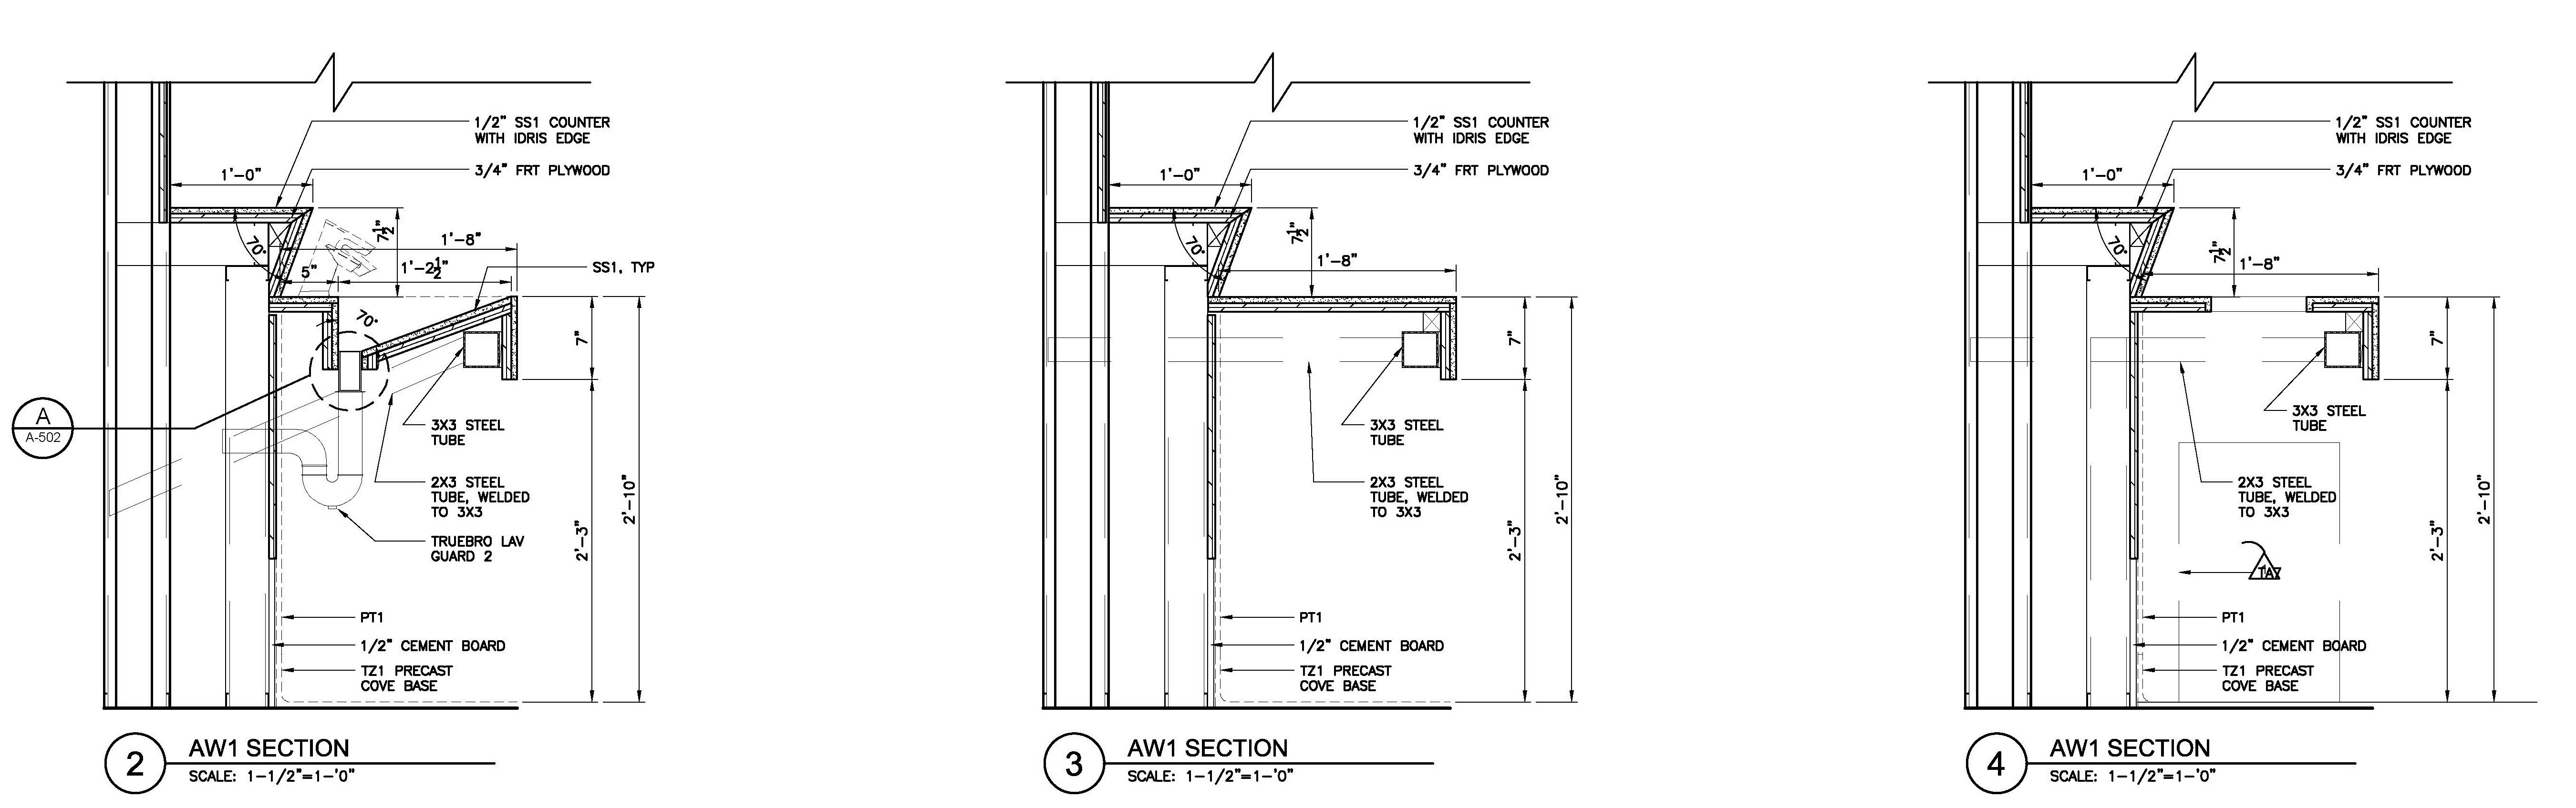 1/2" SS1 COUNTER
WITH IDRIS EDGE
3/4" FRT PLYWOOD
1'-0"
7 1/2"
1'-8"
70°
5"
1'-2 1/2"
SS1, TYP
70°
7"
A
A-502
3X3 STEEL
TUBE
2X3 STEEL
TUBE, WELDED
TO 3X3
2'-10"
2'-3"
TRUEBRO LAV
GUARD 2
PT1
1/2" CEMENT BOARD
TZ1 PRECAST
COVE BASE
2
AW1 SECTION
SCALE: 1-1/2"=1-'0"
1/2" SS1 COUNTER
WITH IDRIS EDGE
3/4" FRT PLYWOOD
1'-0"
7 1/2"
70°
1'-8"
7"
3X3 STEEL
TUBE
2X3 STEEL
TUBE, WELDED
TO 3X3
2'-10"
2'-3"
PT1
1/2" CEMENT BOARD
TZ1 PRECAST
COVE BASE
3
AW1 SECTION
SCALE: 1-1/2"=1-'0"
1/2" SS1 COUNTER
WITH IDRIS EDGE
3/4" FRT PLYWOOD
1'-0"
7 1/2"
70°
1'-8"
7"
3X3 STEEL
TUBE
2X3 STEEL
TUBE, WELDED
TO 3X3
2'-10"
2'-3"
PT1
1/2" CEMENT BOARD
TZ1 PRECAST
COVE BASE
4
AW1 SECTION
SCALE: 1-1/2"=1-'0"